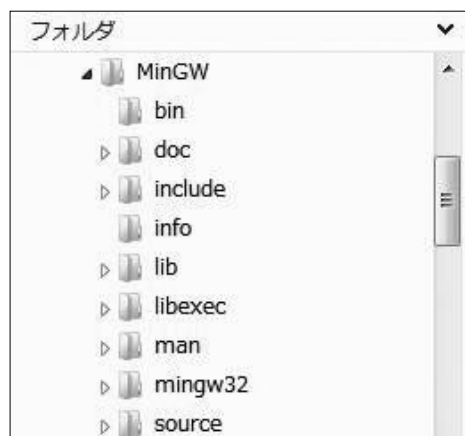 フォルダ
MinGW
bin
doc
include
info
lib
libexec
man
mingw32
source